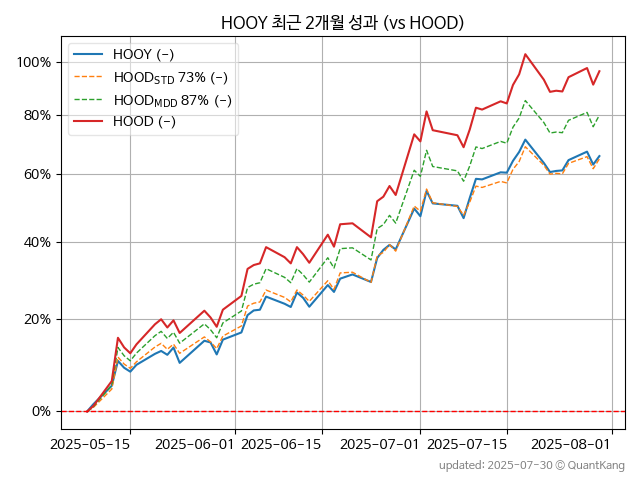 HOOY 최근 2개월 성과 (vs HOOD)
HOOY (-)
HOOD_STD 73% (-)
HOOD_MDD 87% (-)
HOOD (-)
100%
80%
60%
40%
20%
0%
2025-05-15
2025-06-01
2025-06-15
2025-07-01
2025-07-15
2025-08-01
updated: 2025-07-30 © QuantKang